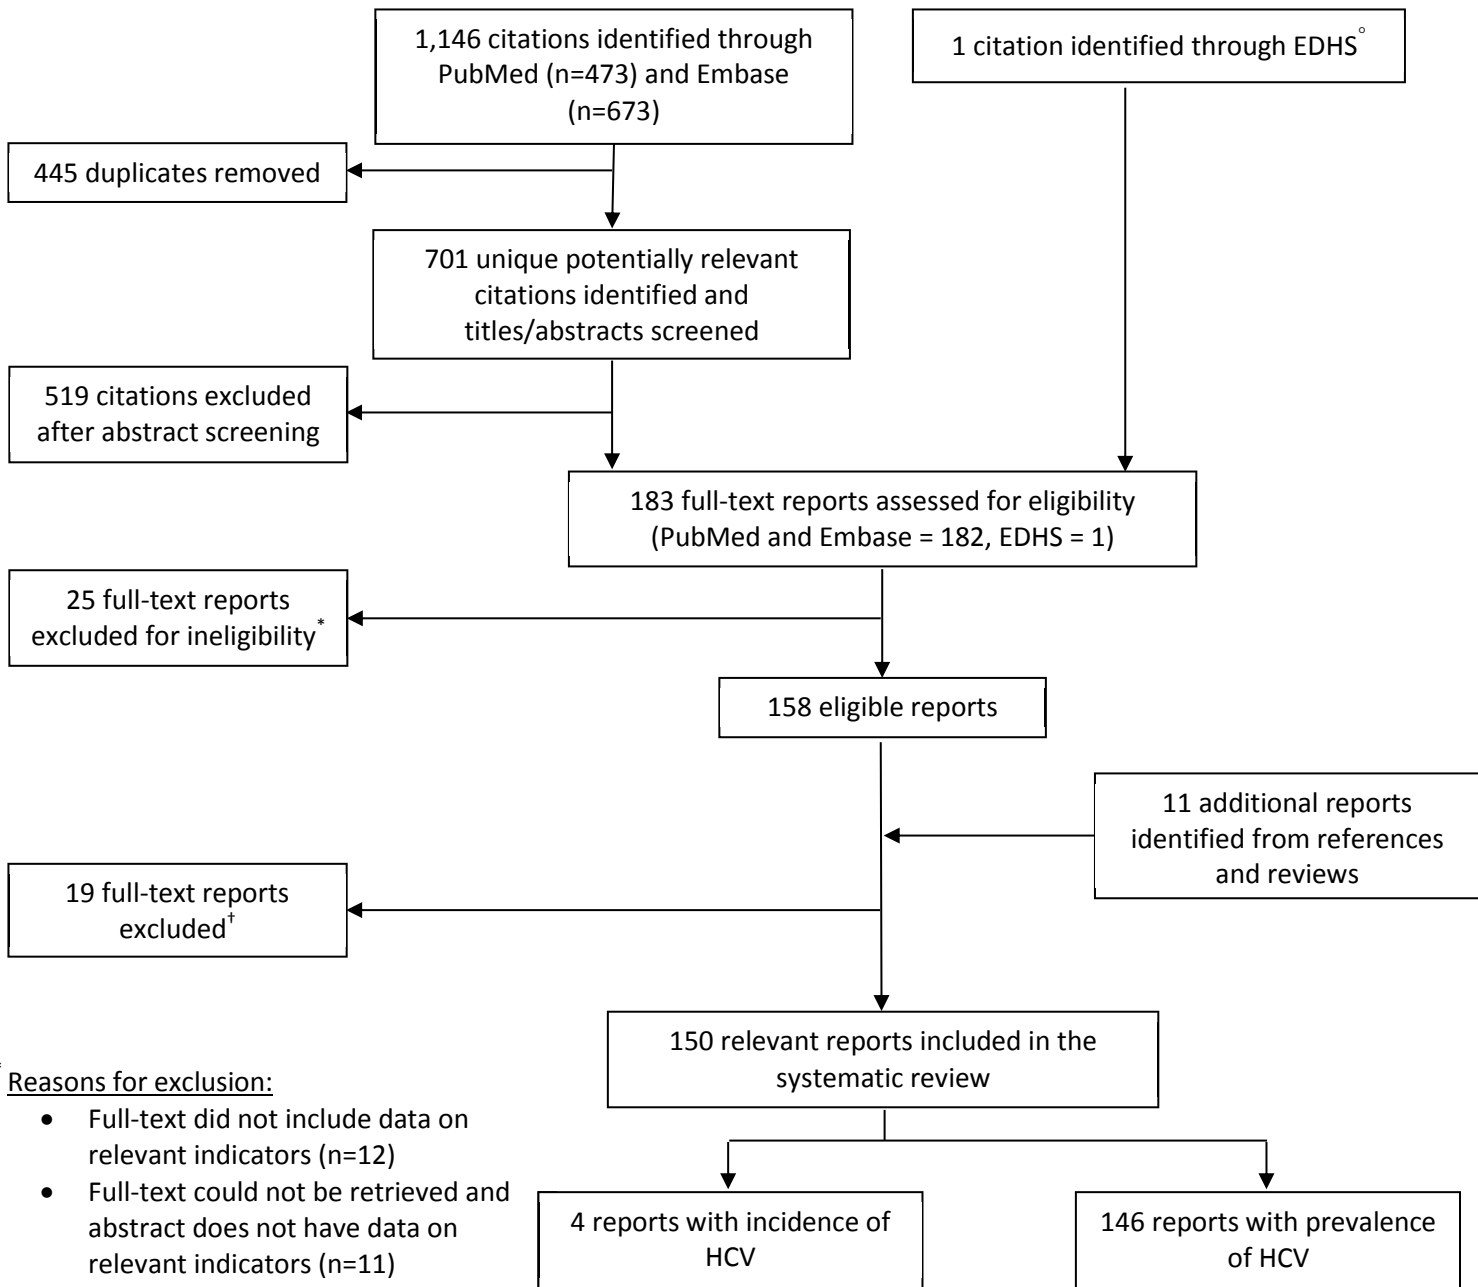 1,146 citations identified through
PubMed (n=473) and Embase
(n=673)
1 citation identified through EDHS°
445 duplicates removed
701 unique potentially relevant
citations identified and
titles/abstracts screened
519 citations excluded
after abstract screening
183 full-text reports assessed for eligibility
(PubMed and Embase = 182, EDHS = 1)
25 full-text reports
excluded for ineligibility*
158 eligible reports
11 additional reports
identified from references
and reviews
19 full-text reports
excluded†
150 relevant reports included in the
systematic review
* Reasons for exclusion:
• Full-text did not include data on
relevant indicators (n=12)
• Full-text could not be retrieved and
abstract does not have data on
relevant indicators (n=11)
4 reports with incidence of
HCV
146 reports with prevalence
of HCV